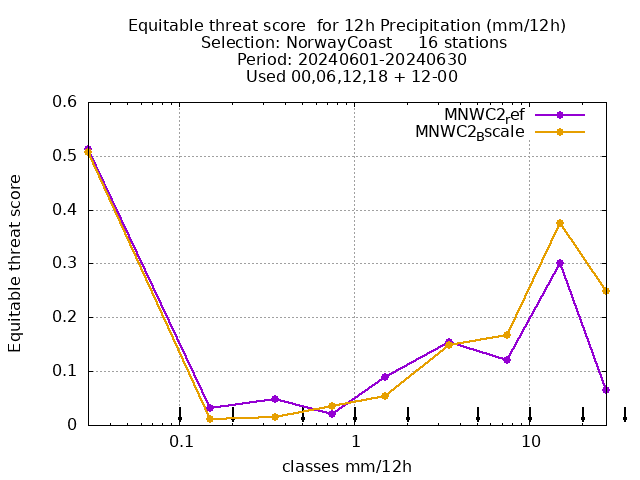 Equitable threat score  for 12h Precipitation (mm/12h)
Selection: NorwayCoast     16 stations
Period: 20240601-20240630
Used 00,06,12,18 + 12-00
MNWC2ref
MNWC2Bscale
Equitable threat score
0.6
0.5
0.4
0.3
0.2
0.1
0
0.1 1 10
classes mm/12h